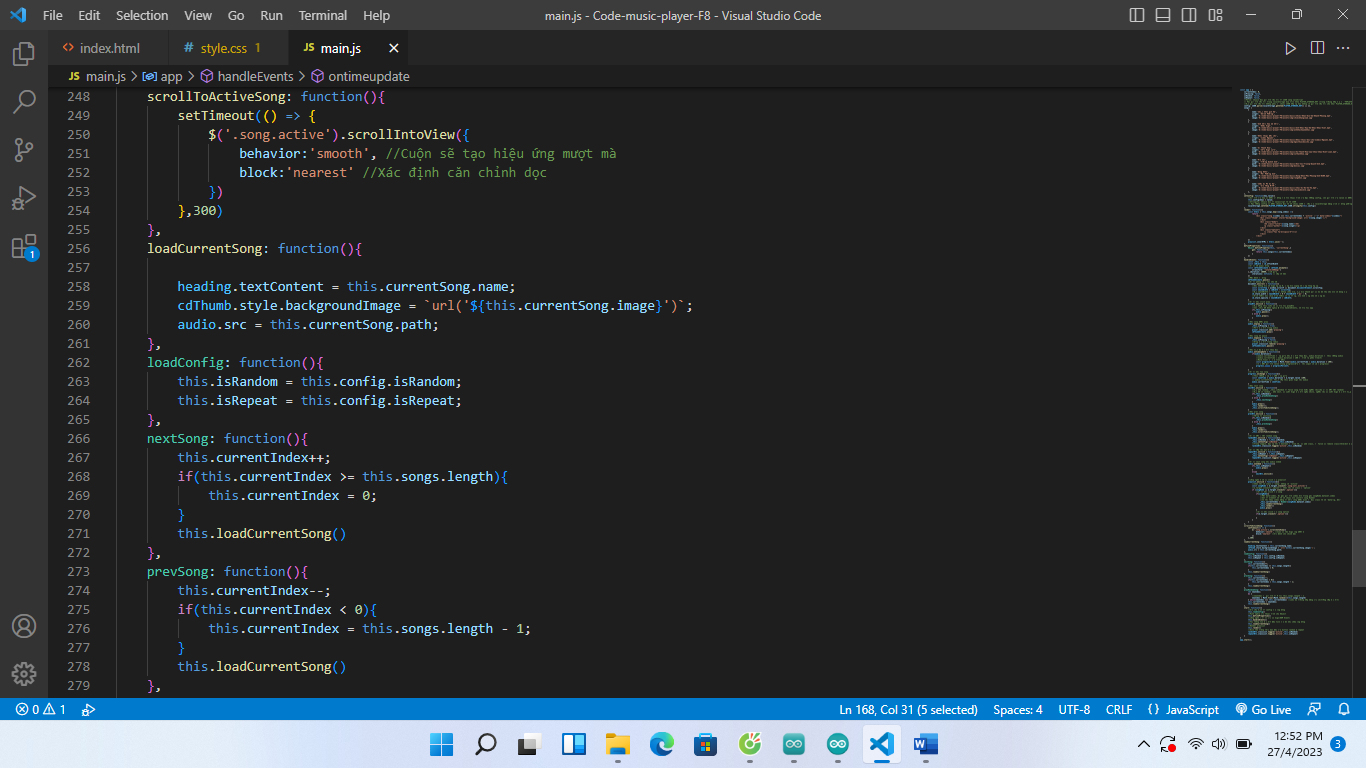 File Edit Selection View Go Run Terminal Help main.js - Code-music-player-F8 - Visual Studio Code
<> index.html # style.css 1 JS main.js
JS main.js > app > handleEvents > ontimeupdate
248 scrollToActiveSong: function(){
249 setTimeout(() => {
250 $('.song.active').scrollIntoView({
251 behavior:'smooth', //Cuộn sẽ tạo hiệu ứng mượt mà
252 block:'nearest' //Xác định căn chỉnh dọc
253 })
254 },300)
255 },
256 loadCurrentSong: function(){
257
258 heading.textContent = this.currentSong.name;
259 cdThumb.style.backgroundImage = `url('${this.currentSong.image}')`;
260 audio.src = this.currentSong.path;
261 },
262 loadConfig: function(){
263 this.isRandom = this.config.isRandom;
264 this.isRepeat = this.config.isRepeat;
265 },
266 nextSong: function(){
267 this.currentIndex++;
268 if(this.currentIndex >= this.songs.length){
269 this.currentIndex = 0;
270 }
271 this.loadCurrentSong()
272 },
273 prevSong: function(){
274 this.currentIndex--;
275 if(this.currentIndex < 0){
276 this.currentIndex = this.songs.length - 1;
277 }
278 this.loadCurrentSong()
279 },
1
0 1 Ln 168, Col 31 (5 selected) Spaces: 4 UTF-8 CRLF {} JavaScript Go Live
W 12:52 PM
27/4/2023 3